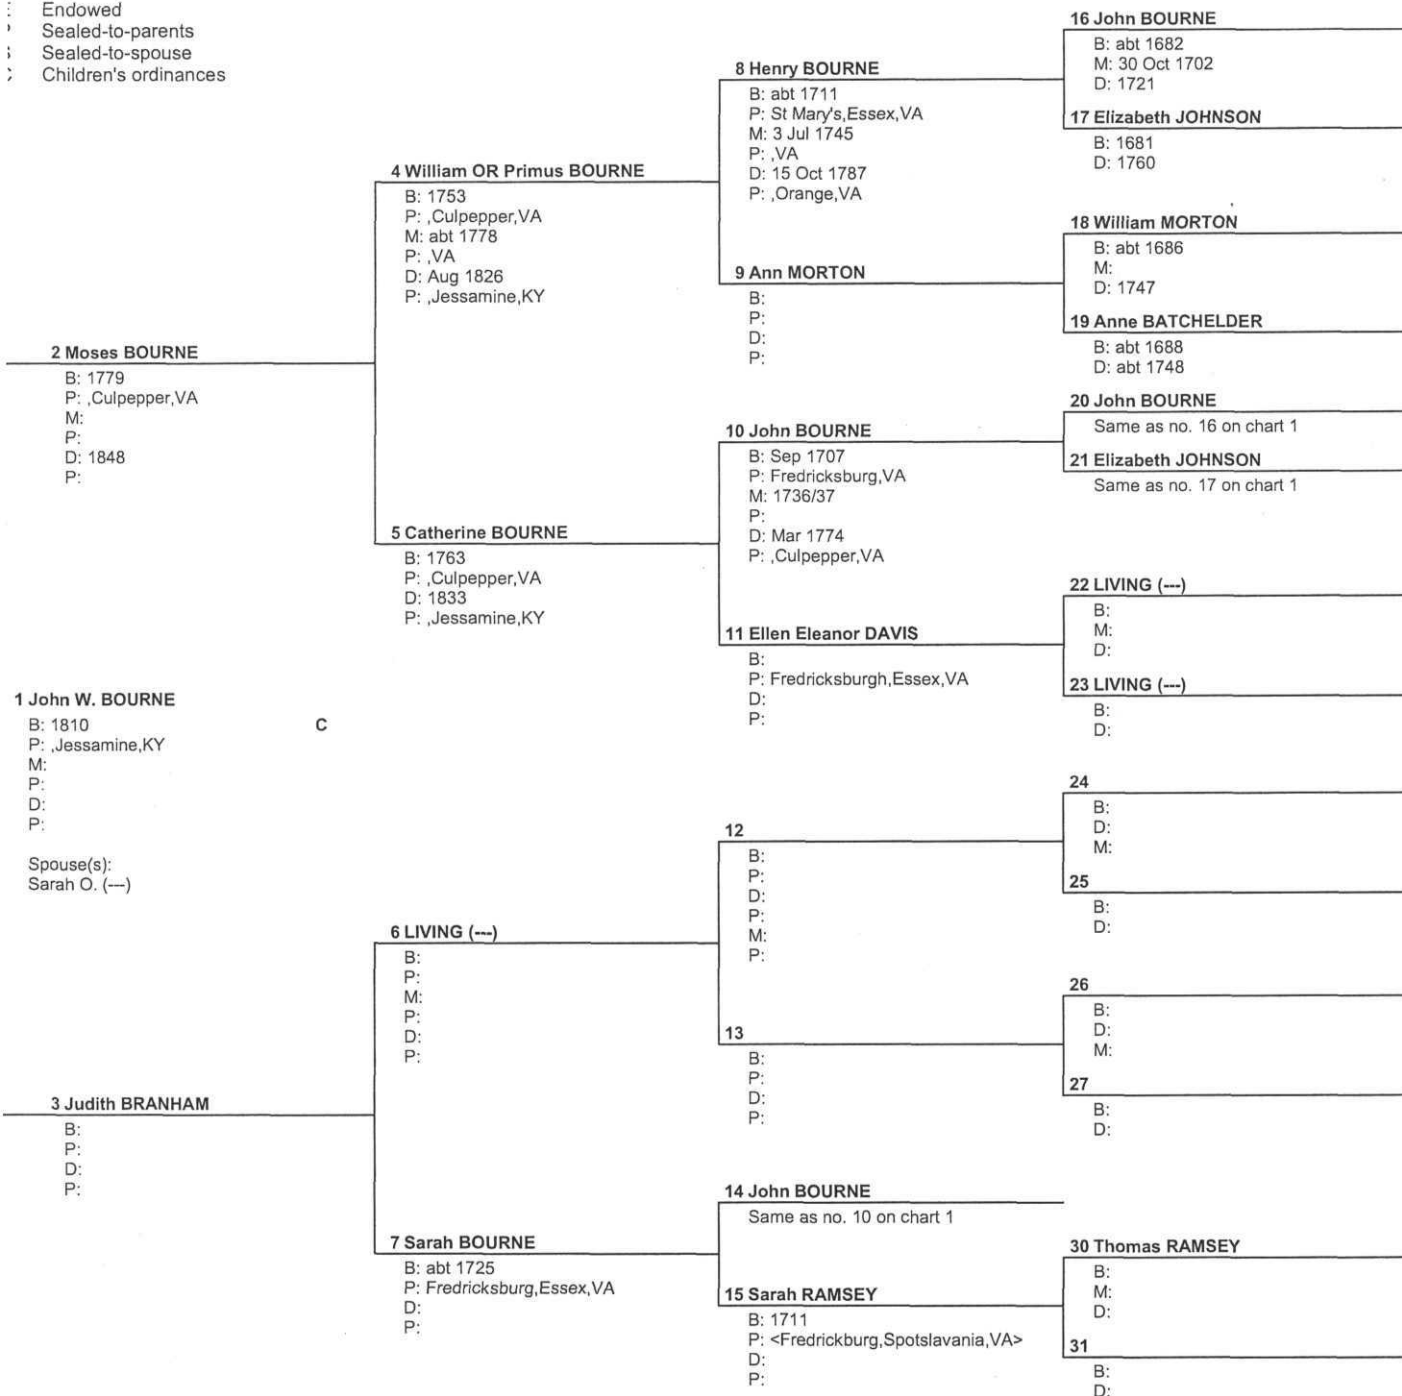 Endowed
Sealed-to-parents
Sealed-to-spouse
Children's ordinances
16 John BOURNE
B: abt 1682
M: 30 Oct 1702
D: 1721
8 Henry BOURNE
B: abt 1711
P: St Mary's,Essex,VA
M: 3 Jul 1745
P: ,VA
D: 15 Oct 1787
P: ,Orange,VA
17 Elizabeth JOHNSON
B: 1681
D: 1760
4 William OR Primus BOURNE
B: 1753
P: ,Culpepper,VA
M: abt 1778
P: ,VA
D: Aug 1826
P: ,Jessamine,KY
18 William MORTON
B: abt 1686
M:
D: 1747
9 Ann MORTON
B:
P:
D:
P:
19 Anne BATCHELDER
B: abt 1688
D: abt 1748
2 Moses BOURNE
B: 1779
P: ,Culpepper,VA
M:
P:
D: 1848
P:
20 John BOURNE
Same as no. 16 on chart 1
10 John BOURNE
B: Sep 1707
P: Fredricksburg,VA
M: 1736/37
P:
D: Mar 1774
P: ,Culpepper,VA
21 Elizabeth JOHNSON
Same as no. 17 on chart 1
5 Catherine BOURNE
B: 1763
P: ,Culpepper,VA
D: 1833
P: ,Jessamine,KY
22 LIVING (---)
B:
M:
D:
11 Ellen Eleanor DAVIS
B:
P: Fredricksburgh,Essex,VA
D:
P:
23 LIVING (---)
B:
D:
1 John W. BOURNE
B: 1810
C
P: ,Jessamine,KY
M:
P:
D:
P:
Spouse(s):
Sarah O. (---)
24
B:
D:
M:
12
B:
P:
D:
P:
M:
P:
25
B:
D:
6 LIVING (---)
B:
P:
M:
P:
D:
P:
26
B:
D:
M:
13
B:
P:
D:
P:
27
B:
D:
3 Judith BRANHAM
B:
P:
D:
P:
14 John BOURNE
Same as no. 10 on chart 1
7 Sarah BOURNE
B: abt 1725
P: Fredricksburg,Essex,VA
D:
P:
30 Thomas RAMSEY
B:
M:
D:
15 Sarah RAMSEY
B: 1711
P: <Fredrickburg,Spotslavania,VA>
D:
P:
31
B:
D: